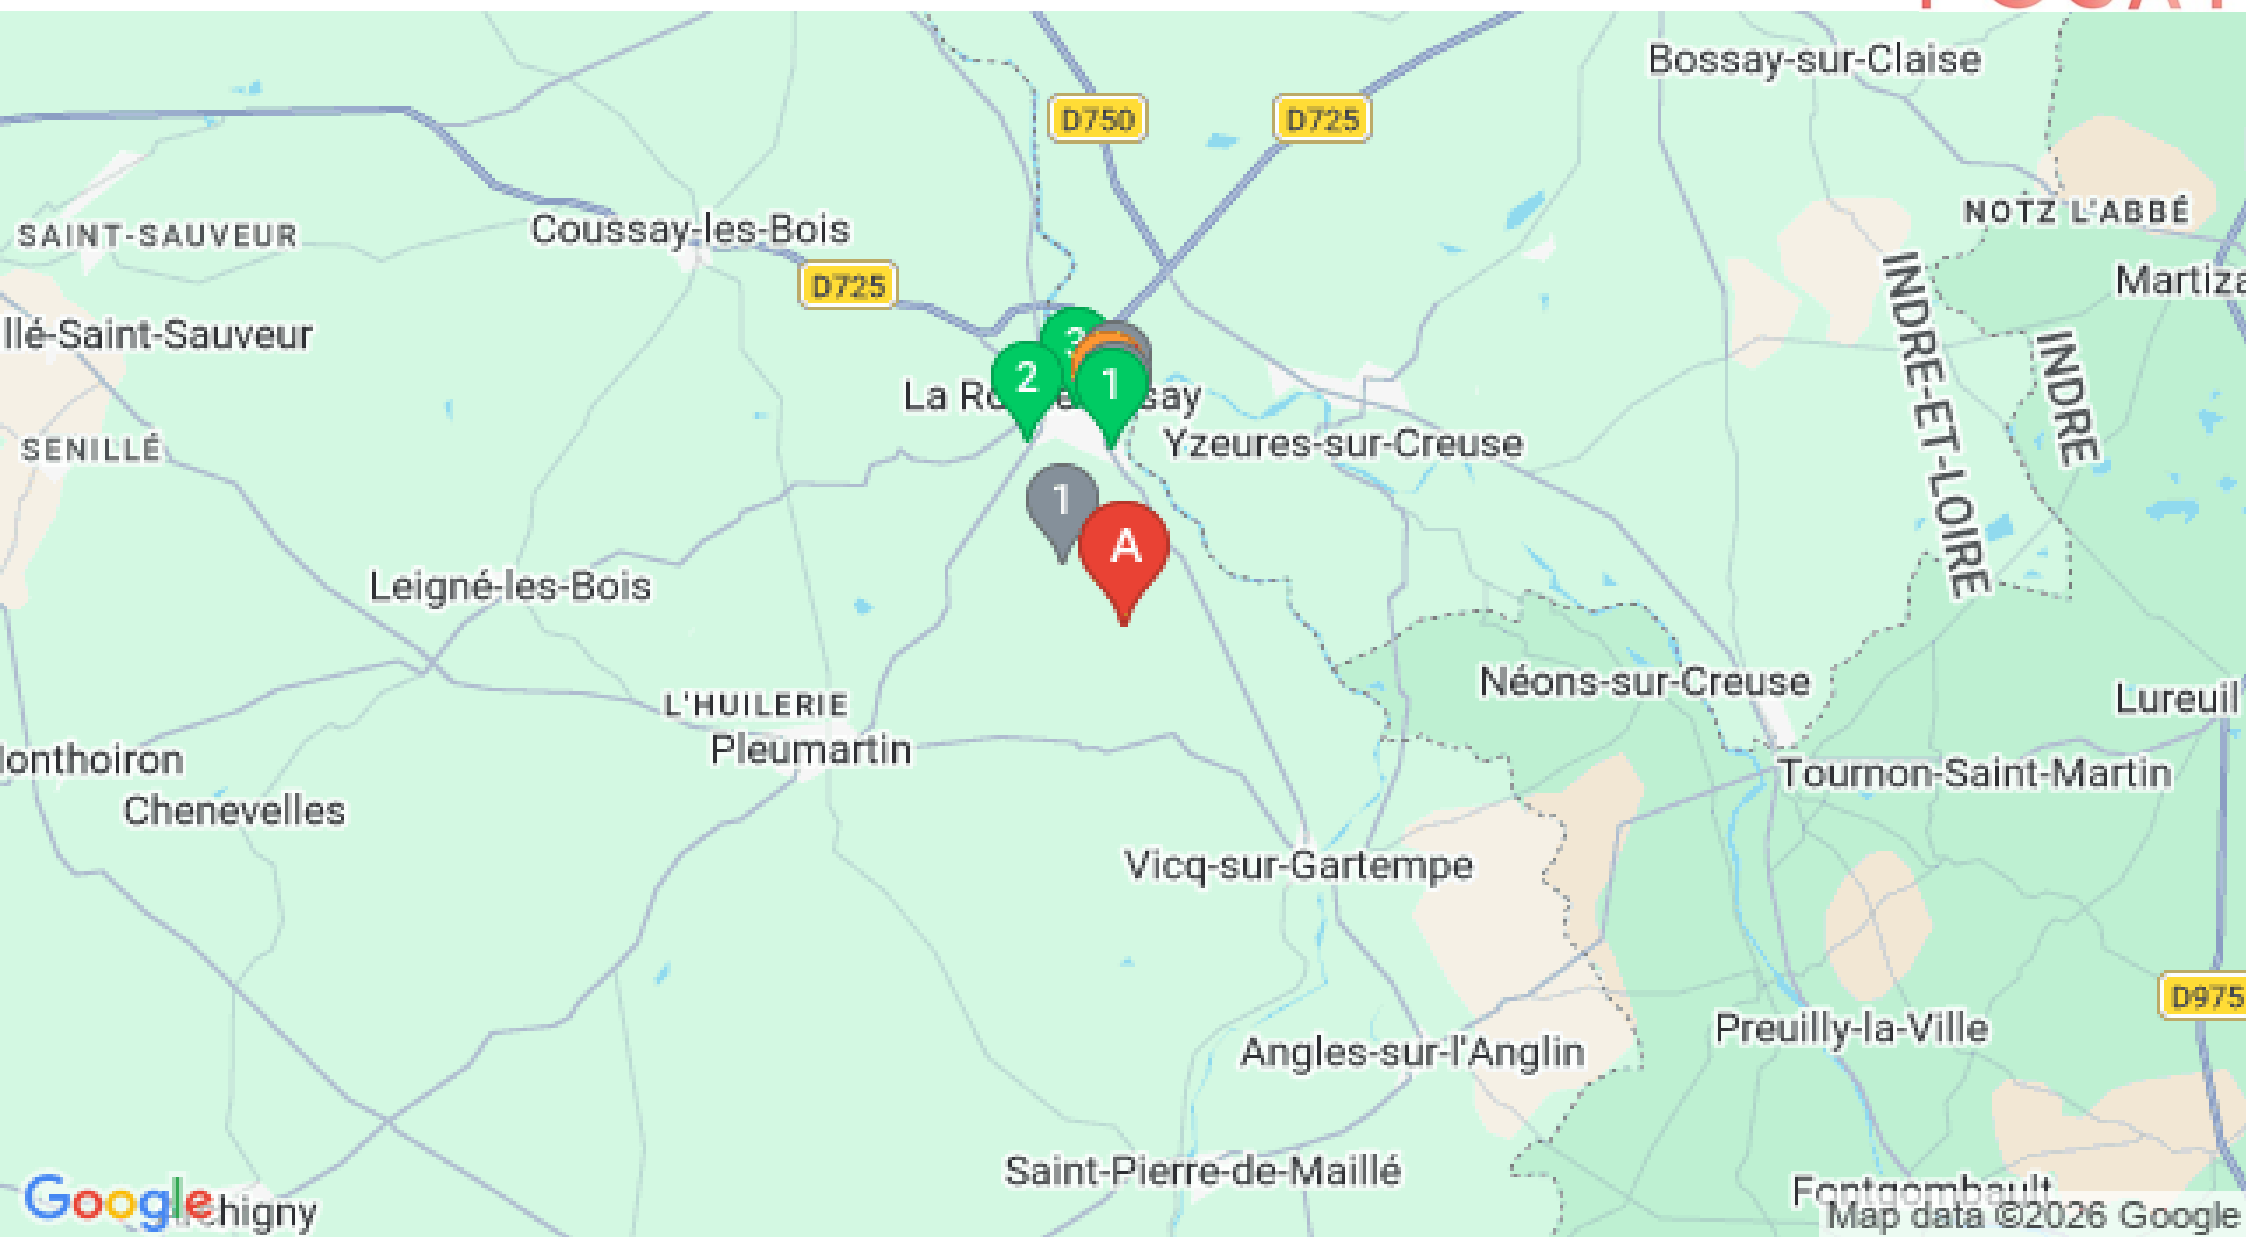 Bossay-sur-Claise
D750
D725
NOTZ L'ABBÉ
SAINT-SAUVEUR
Coussay-les-Bois
D725
INDRE-ET-LOIRE
INDRE
llé-Saint-Sauveur
3
2
1
La Ro
say
Yzeures-sur-Creuse
SENILLÉ
1
A
Leigné-les-Bois
Néons-sur-Creuse
Lureuil
L'HUILERIE
Pleumartin
onthoiron
Tournon-Saint-Martin
Chenevelles
Vicq-sur-Gartempe
D975
Preuilly-la-Ville
Angles-sur-l'Anglin
Saint-Pierre-de-Maillé
Fontgombault
Google
higny
Map data ©2026 Google